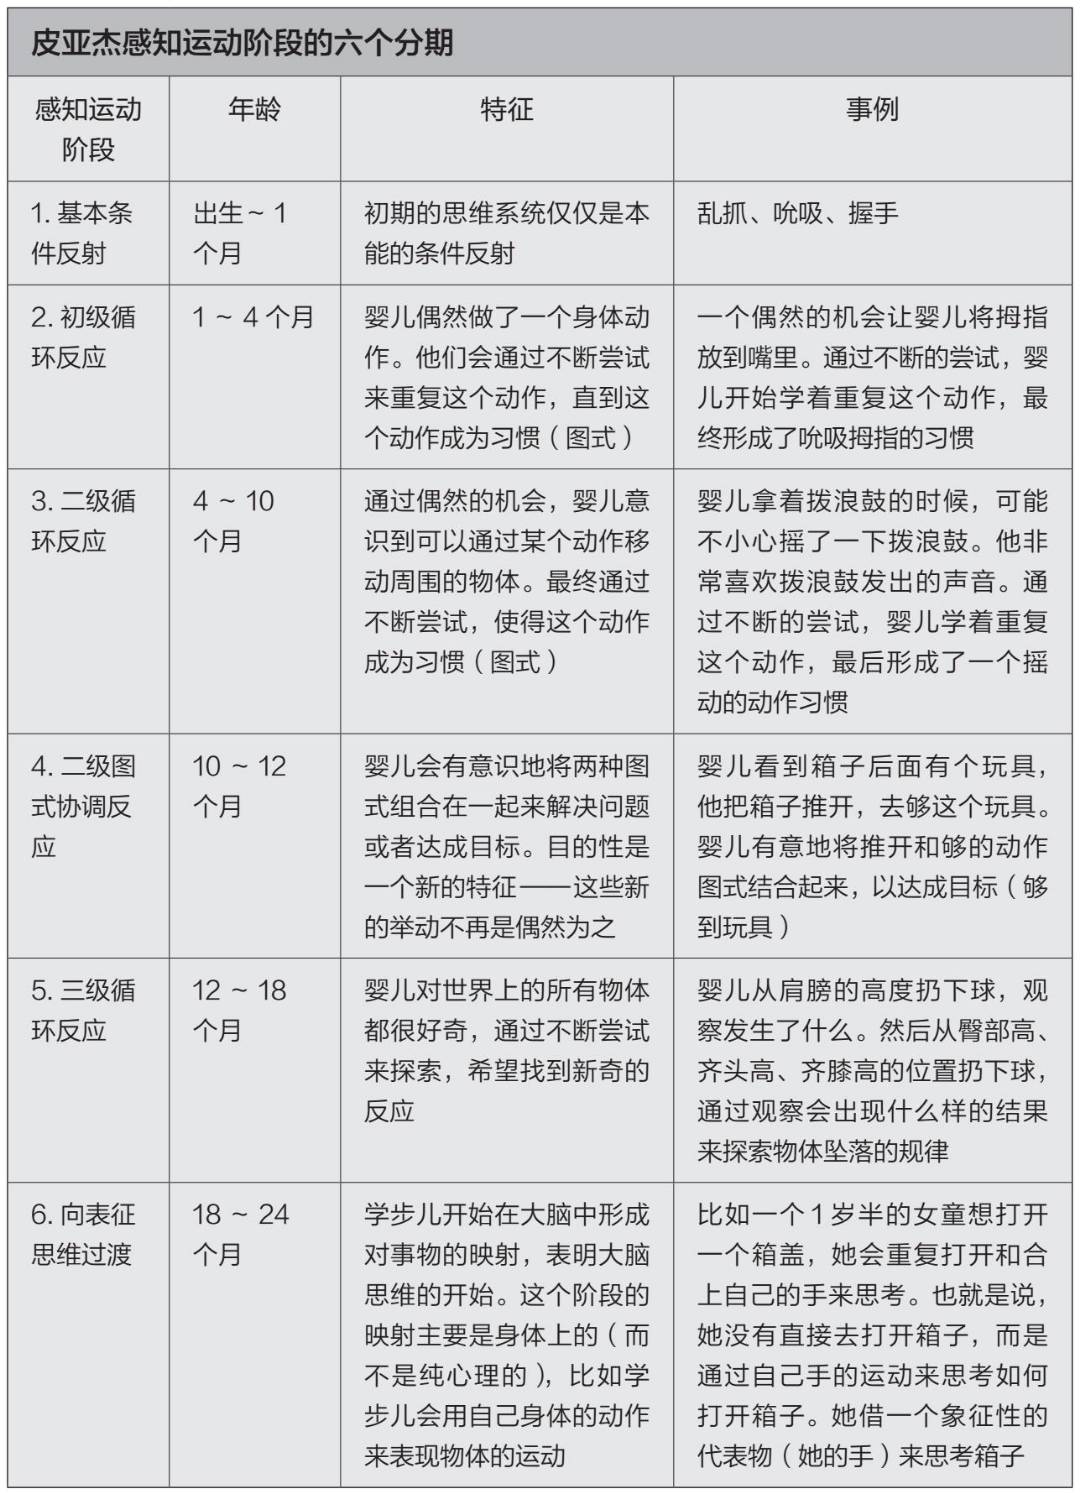 皮亚杰感知运动阶段的六个分期
感知运动
阶段
年龄
特征
事例
1. 基本条
件反射
出生~ 1
个月
初期的思维系统仅仅是本
能的条件反射
乱抓、吮吸、握手
2. 初级循
环反应
1 ~ 4 个月
婴儿偶然做了一个身体动
作。他们会通过不断尝试
来重复这个动作，直到这
个动作成为习惯（图式）
一个偶然的机会让婴儿将拇指
放到嘴里。通过不断的尝试，婴
儿开始学着重复这个动作，最
终形成了吮吸拇指的习惯
3. 二级循
环反应
4 ~ 10
个月
通过偶然的机会，婴儿意
识到可以通过某个动作移
动周围的物体。最终通过
不断尝试，使得这个动作
成为习惯（图式）
婴儿拿着拨浪鼓的时候，可能
不小心摇了一下拨浪鼓。他非
常喜欢拨浪鼓发出的声音。通
过不断的尝试，婴儿学着重复
这个动作，最后形成了一个摇
动的动作习惯
4. 二级图
式协调反
应
10 ~ 12
个月
婴儿会有意识地将两种图
式组合在一起来解决问题
或者达成目标。目的性是
一个新的特征——这些新
的举动不再是偶然为之
婴儿看到箱子后面有个玩具，
他把箱子推开，去够这个玩具。
婴儿有意地将推开和够的动作
图式结合起来，以达成目标（够
到玩具）
5. 三级循
环反应
12 ~ 18
个月
婴儿对世界上的所有物体
都很好奇，通过不断尝试
来探索，希望找到新奇的
反应
婴儿从肩膀的高度扔下球，观
察发生了什么。然后从臀部高、
齐头高、齐膝高的位置扔下球，
通过观察会出现什么样的结果
来探索物体坠落的规律
6. 向表征
思维过渡
18 ~ 24
个月
学步儿开始在大脑中形成
对事物的映射，表明大脑
思维的开始。这个阶段的
映射主要是身体上的（而
不是纯心理的），比如学
步儿会用自己身体的动作
来表现物体的运动
比如一个 1 岁半的女童想打开
一个箱盖，她会重复打开和合
上自己的手来思考。也就是说，
她没有直接去打开箱子，而是
通过自己手的运动来思考如何
打开箱子。她借一个象征性的
代表物（她的手）来思考箱子